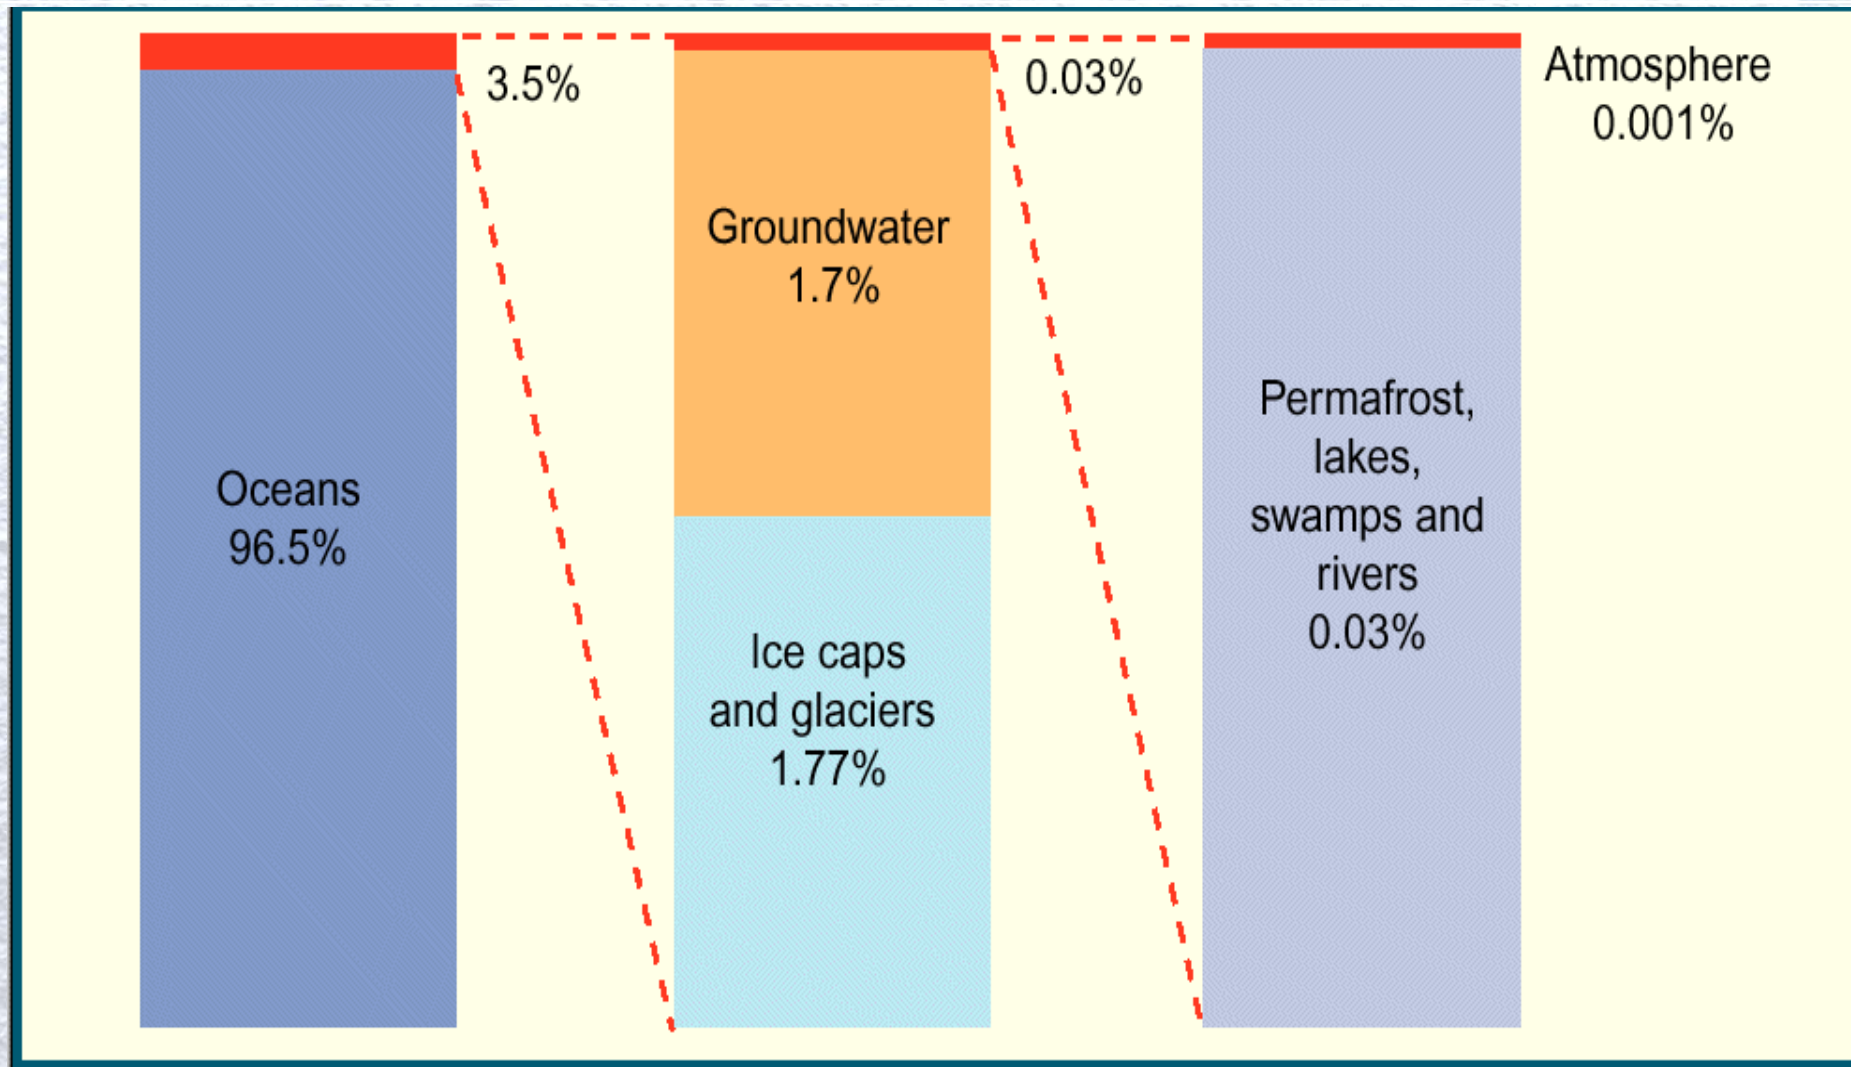 Oceans
96.5%
3.5%
Groundwater
1.7%
Ice caps
and glaciers
1.77%
0.03%
Permafrost,
lakes,
swamps and
rivers
0.03%
Atmosphere
0.001%